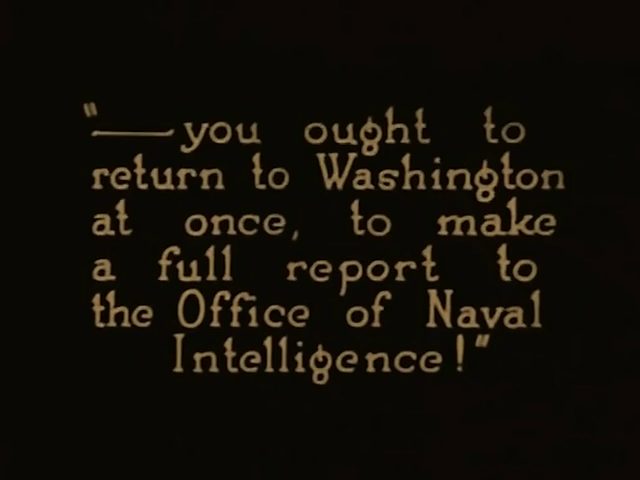 "—you ought to
return to Washington
at once, to make
a full report to
the Office of Naval
Intelligence!"